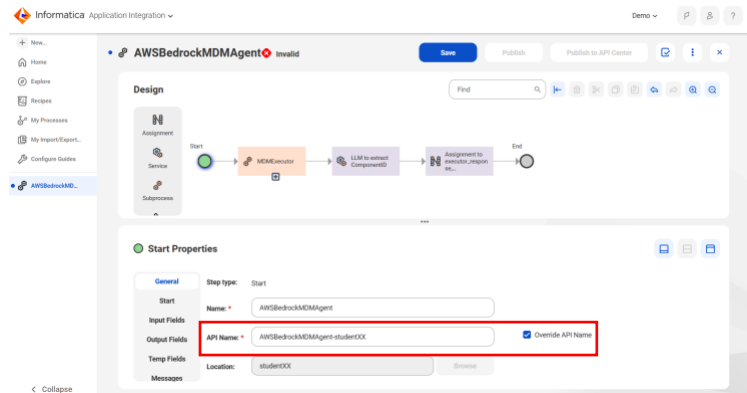 Informatica Application Integration
Demo
?
New...
Home
Explore
Recipes
My Processes
My Import/Export...
Configure Guides
AWSBedrockMD...
Collapse
AWSBedrockMDMAgent Invalid
Save
Publish
Publish to API Center
Design
Find
Assignment
Service
Subprocess
Start
MDMExecutor
LLM to extract
ComponentID
Assignment to
executor_respon
se,...
End
Start Properties
General
Start
Input Fields
Output Fields
Temp Fields
Messages
Step type: Start
Name: * AWSBedrockMDMAgent
API Name: * AWSBedrockMDMAgent-studentXX
Override API Name
Location: studentXX
Browse